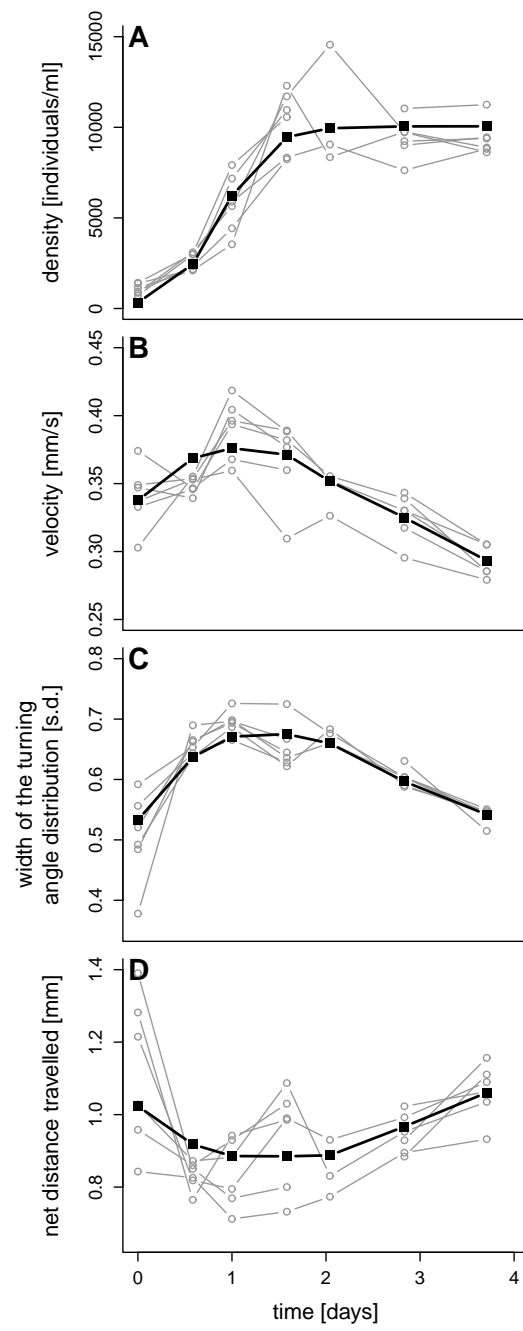 A
density [individuals/ml]
15000
10000
5000
0
B
velocity [mm/s]
0.45
0.40
0.35
0.30
0.25
C
width of the turning
angle distribution [s.d.]
0.8
0.7
0.6
0.5
0.4
D
net distance travelled [mm]
1.4
1.2
1.0
0.8
0 1 2 3 4
time [days]